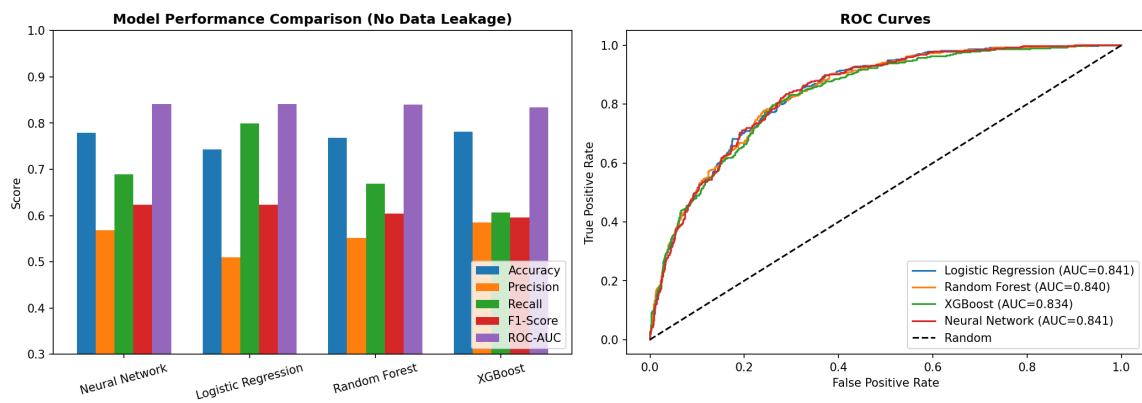 Model Performance Comparison (No Data Leakage)
1.0
0.9
0.8
0.7
0.6
0.5
0.4
0.3
Score
Neural Network
Logistic Regression
Random Forest
XGBoost
Accuracy
Precision
Recall
F1-Score
ROC-AUC
ROC Curves
1.0
0.8
0.6
0.4
0.2
0.0
True Positive Rate
0.0
0.2
0.4
0.6
0.8
1.0
False Positive Rate
Logistic Regression (AUC=0.841)
Random Forest (AUC=0.840)
XGBoost (AUC=0.834)
Neural Network (AUC=0.841)
Random